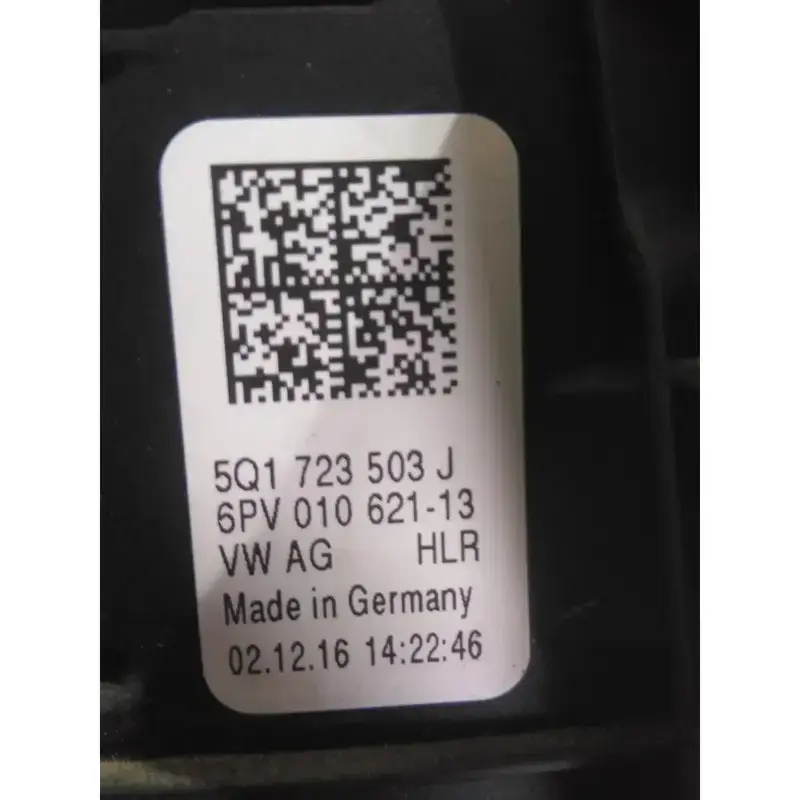 5Q1 723 503 J
6PV 010 621-13
VW AG HLR
Made in Germany
02.12.16 14:22:46